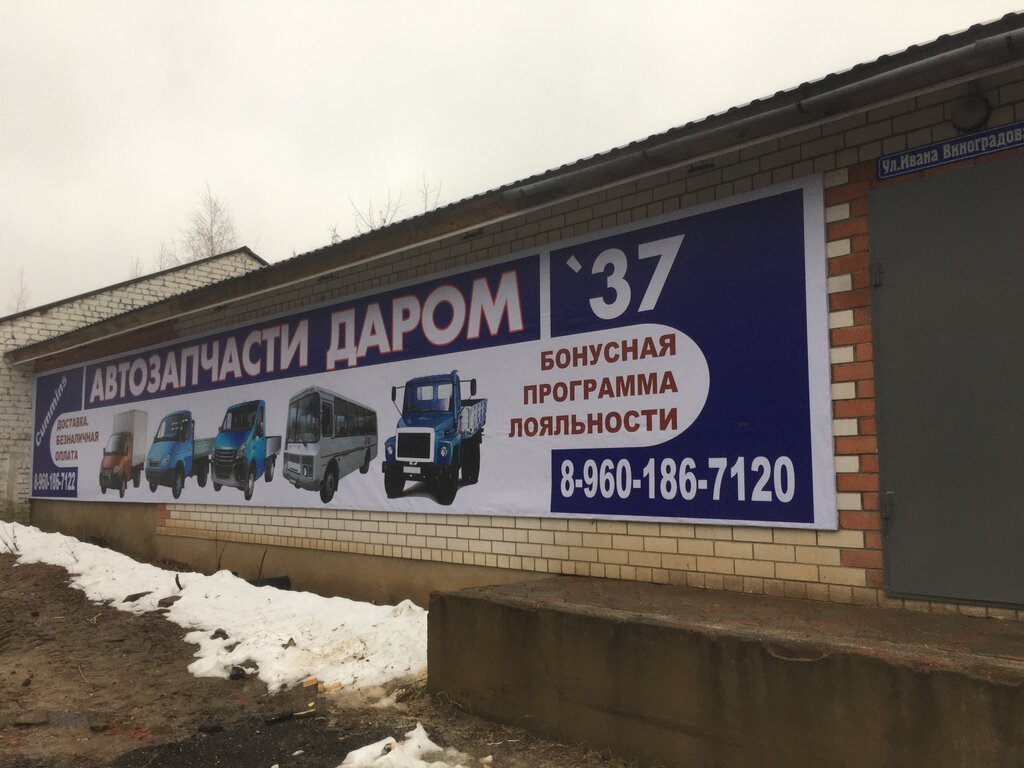 Ул.Ивана Виноградов
АВТОЗАПЧАСТИ ДАРОМ
`37
Cummins
ДОСТАВКА.
БЕЗНАЛИЧНАЯ
ОПЛАТА
8-960-186-7122
БОНУСНАЯ
ПРОГРАММА
ЛОЯЛЬНОСТИ
8-960-186-7120